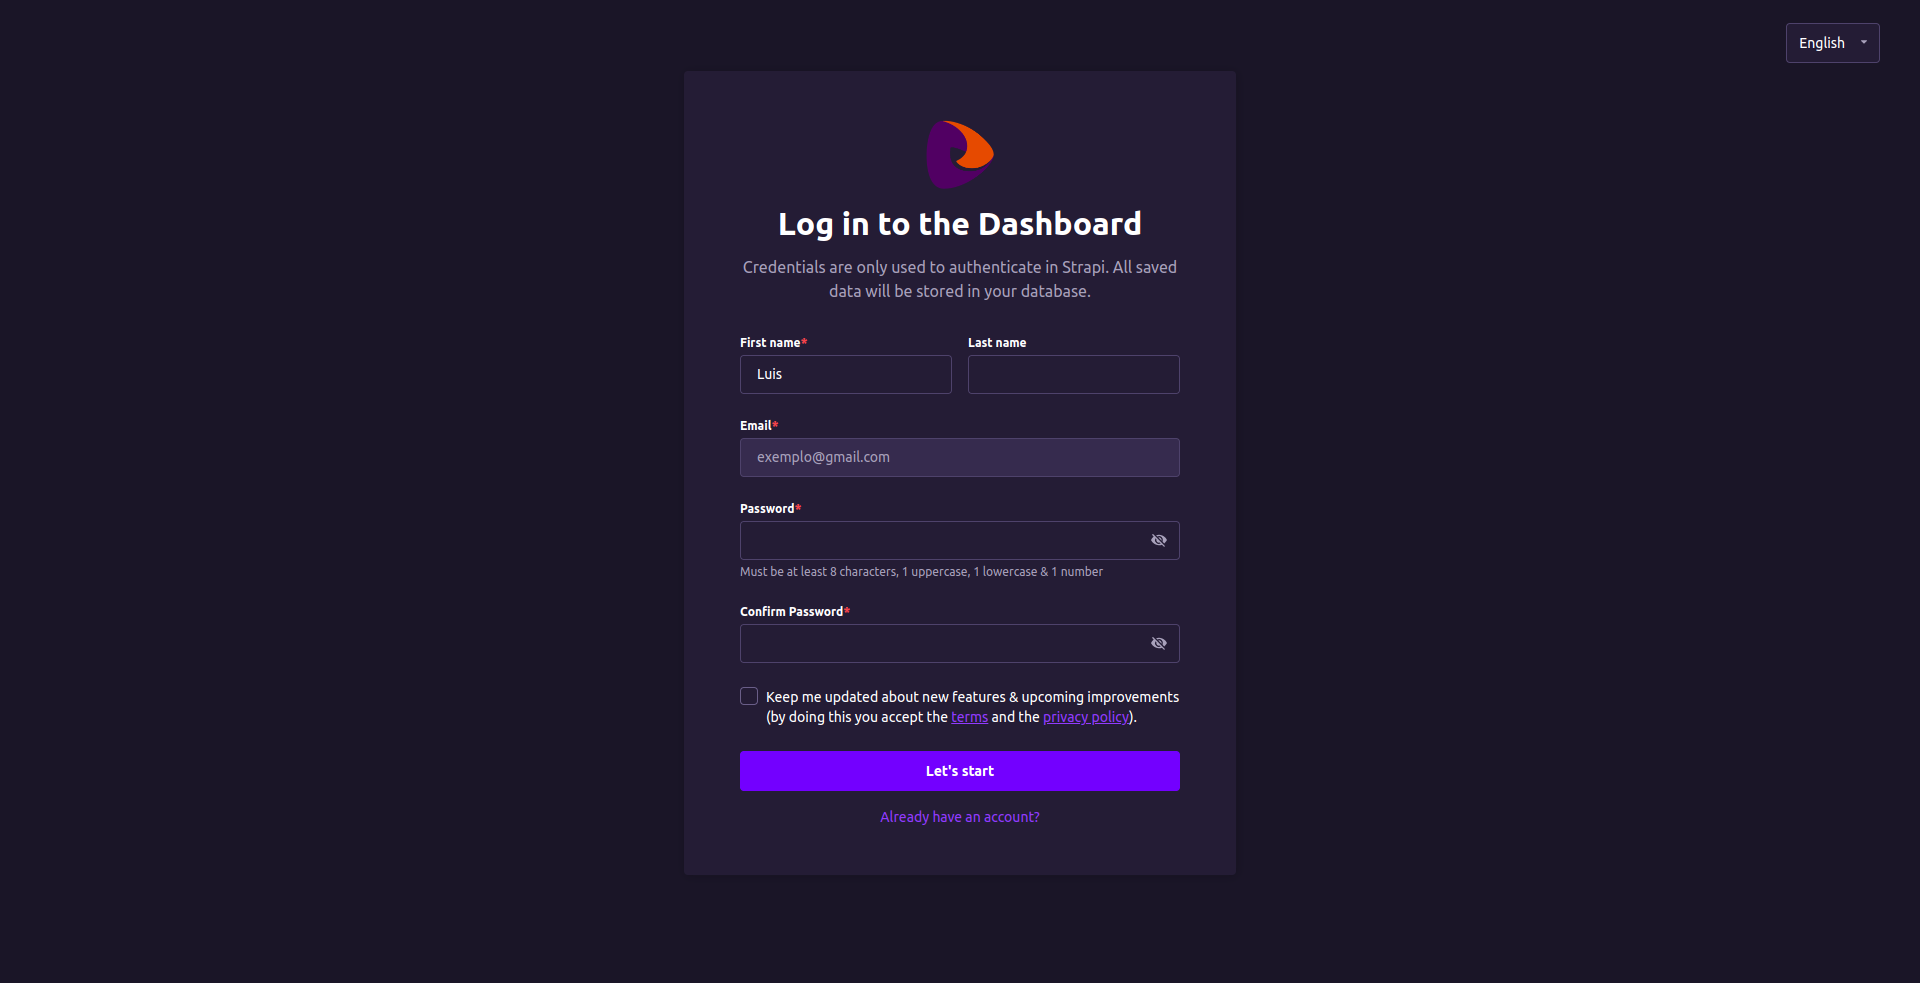 English
Log in to the Dashboard
Credentials are only used to authenticate in Strapi. All saved
data will be stored in your database.
First name*
Last name
Luis
Email*
exemplo@gmail.com
Password*
Must be at least 8 characters, 1 uppercase, 1 lowercase & 1 number
Confirm Password*
Keep me updated about new features & upcoming improvements
(by doing this you accept the terms and the privacy policy).
Let's start
Already have an account?